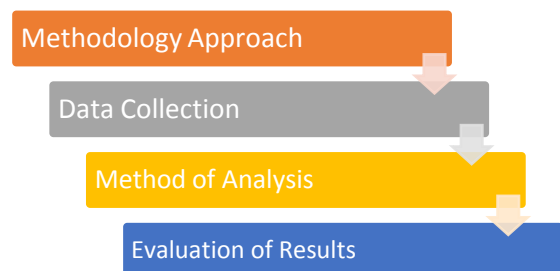 Methodology Approach
Data Collection
Method of Analysis
Evaluation of Results